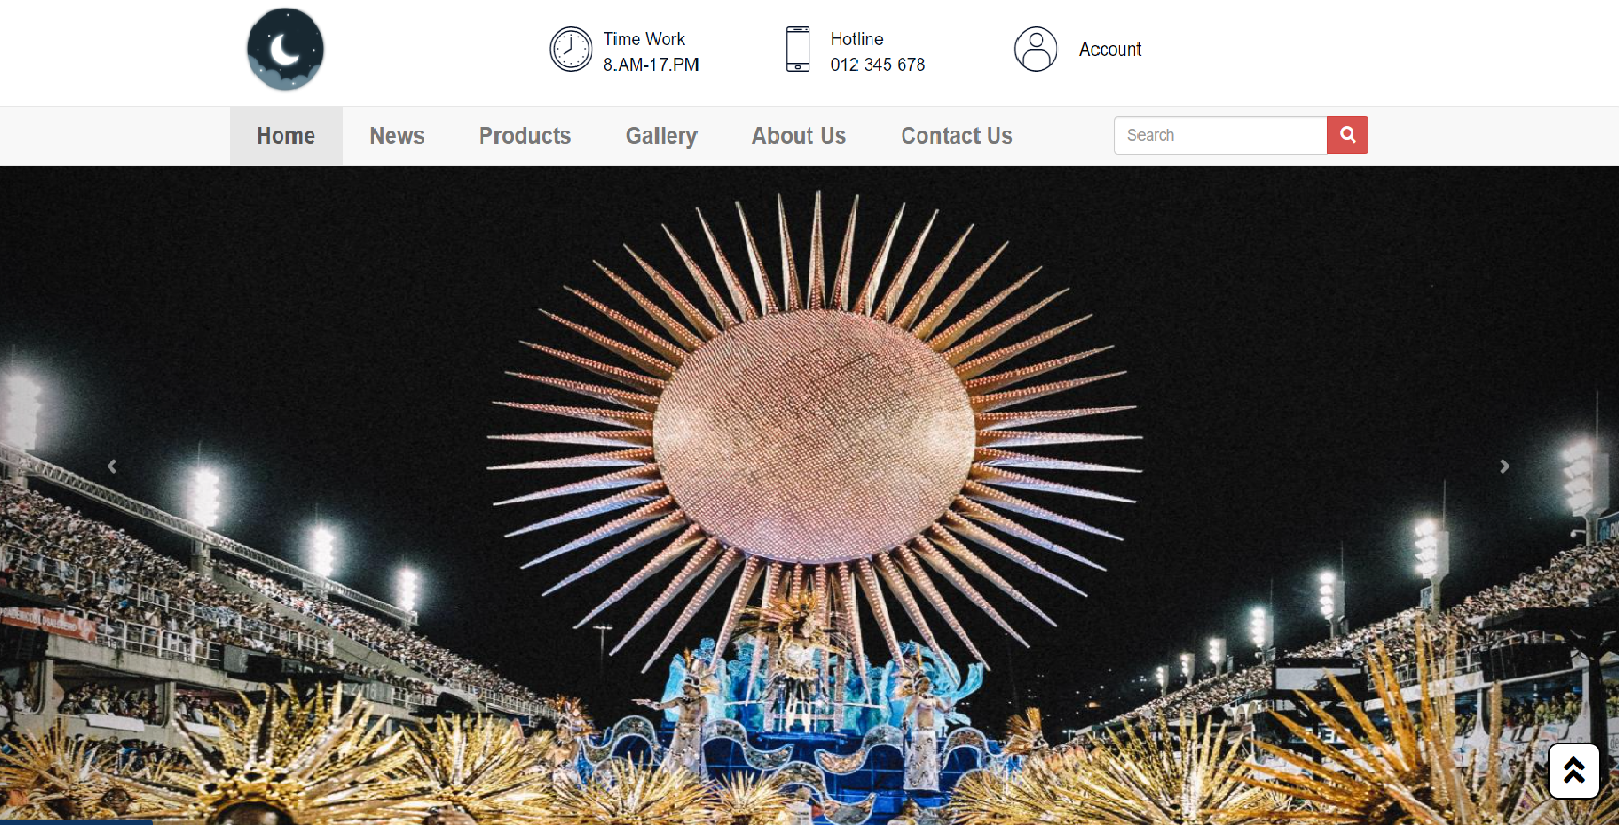 Time Work
8.AM-17.PM
Hotline
012 345 678
Account
Home
News
Products
Gallery
About Us
Contact Us
Search